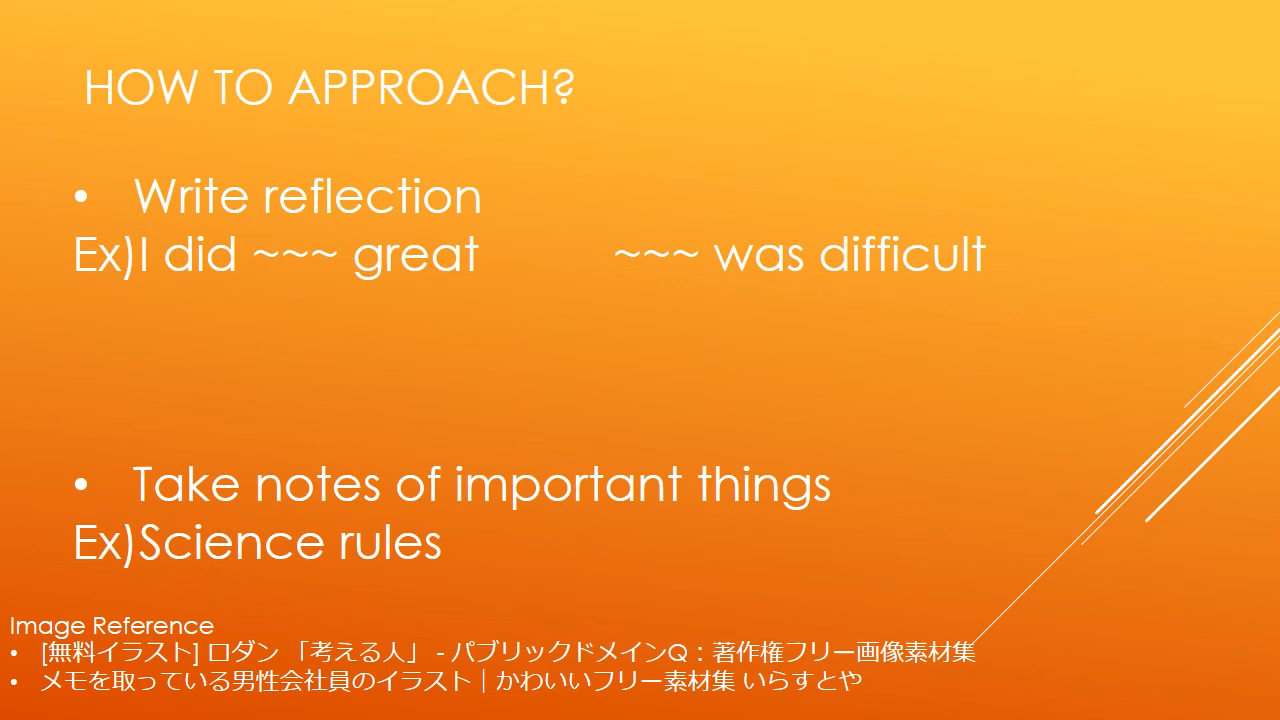 HOW TO APPROACH?
• Write reflection
Ex)I did ~~~ great ~~~ was difficult
• Take notes of important things
Ex)Science rules
Image Reference
• [無料イラスト] ロダン 「考える人」 - パブリックドメインQ：著作権フリー画像素材集
• メモを取っている男性会社員のイラスト｜かわいいフリー素材集 いらすとや